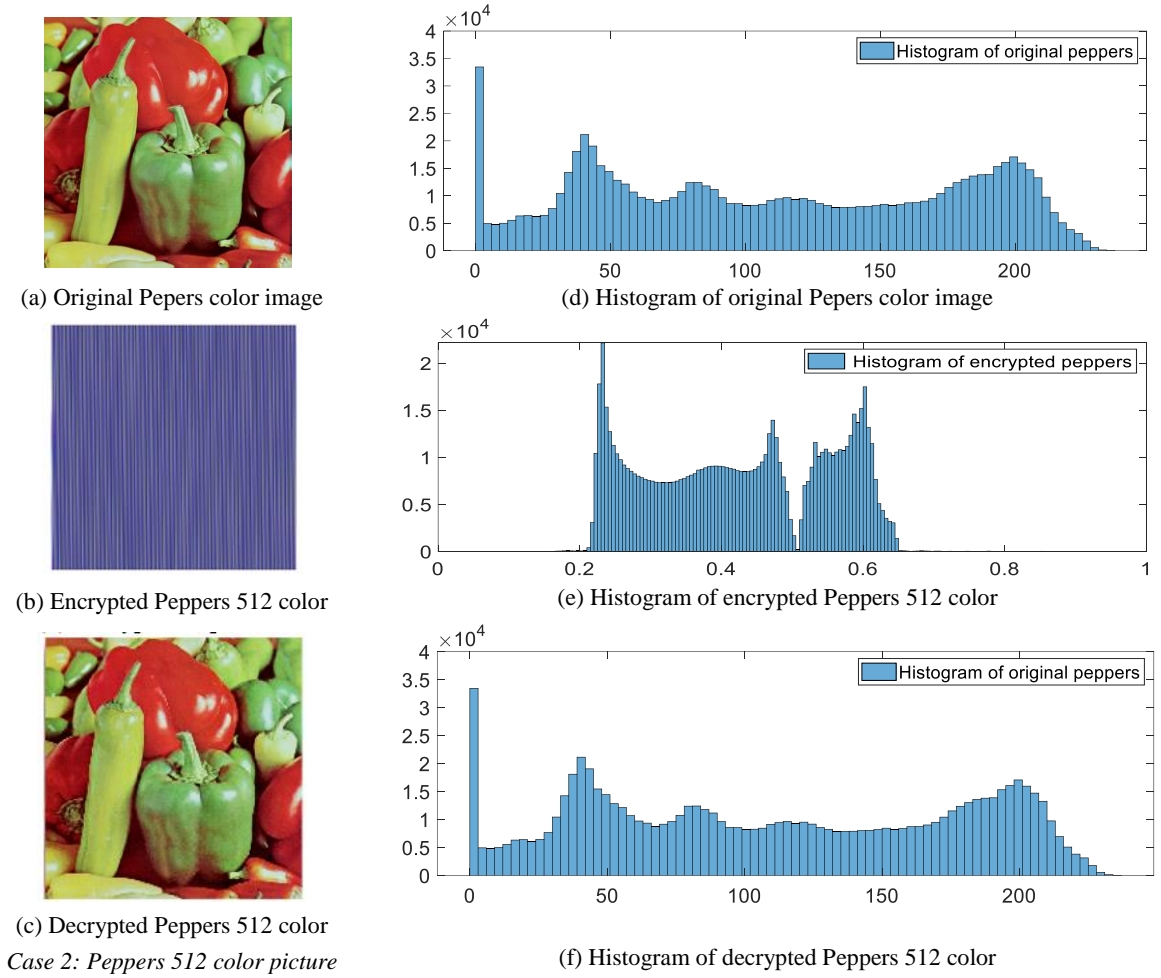 (a) Original Pepers color image
×10^4
4
3.5
3
2.5
2
1.5
1
0.5
0
0 50 100 150 200
Histogram of original peppers
(d) Histogram of original Pepers color image
(b) Encrypted Peppers 512 color
×10^4
2
1.5
1
0.5
0
0 0.2 0.4 0.6 0.8 1
Histogram of encrypted peppers
(e) Histogram of encrypted Peppers 512 color
(c) Decrypted Peppers 512 color
Case 2: Peppers 512 color picture
×10^4
4
3.5
3
2.5
2
1.5
1
0.5
0
0 50 100 150 200
Histogram of original peppers
(f) Histogram of decrypted Peppers 512 color